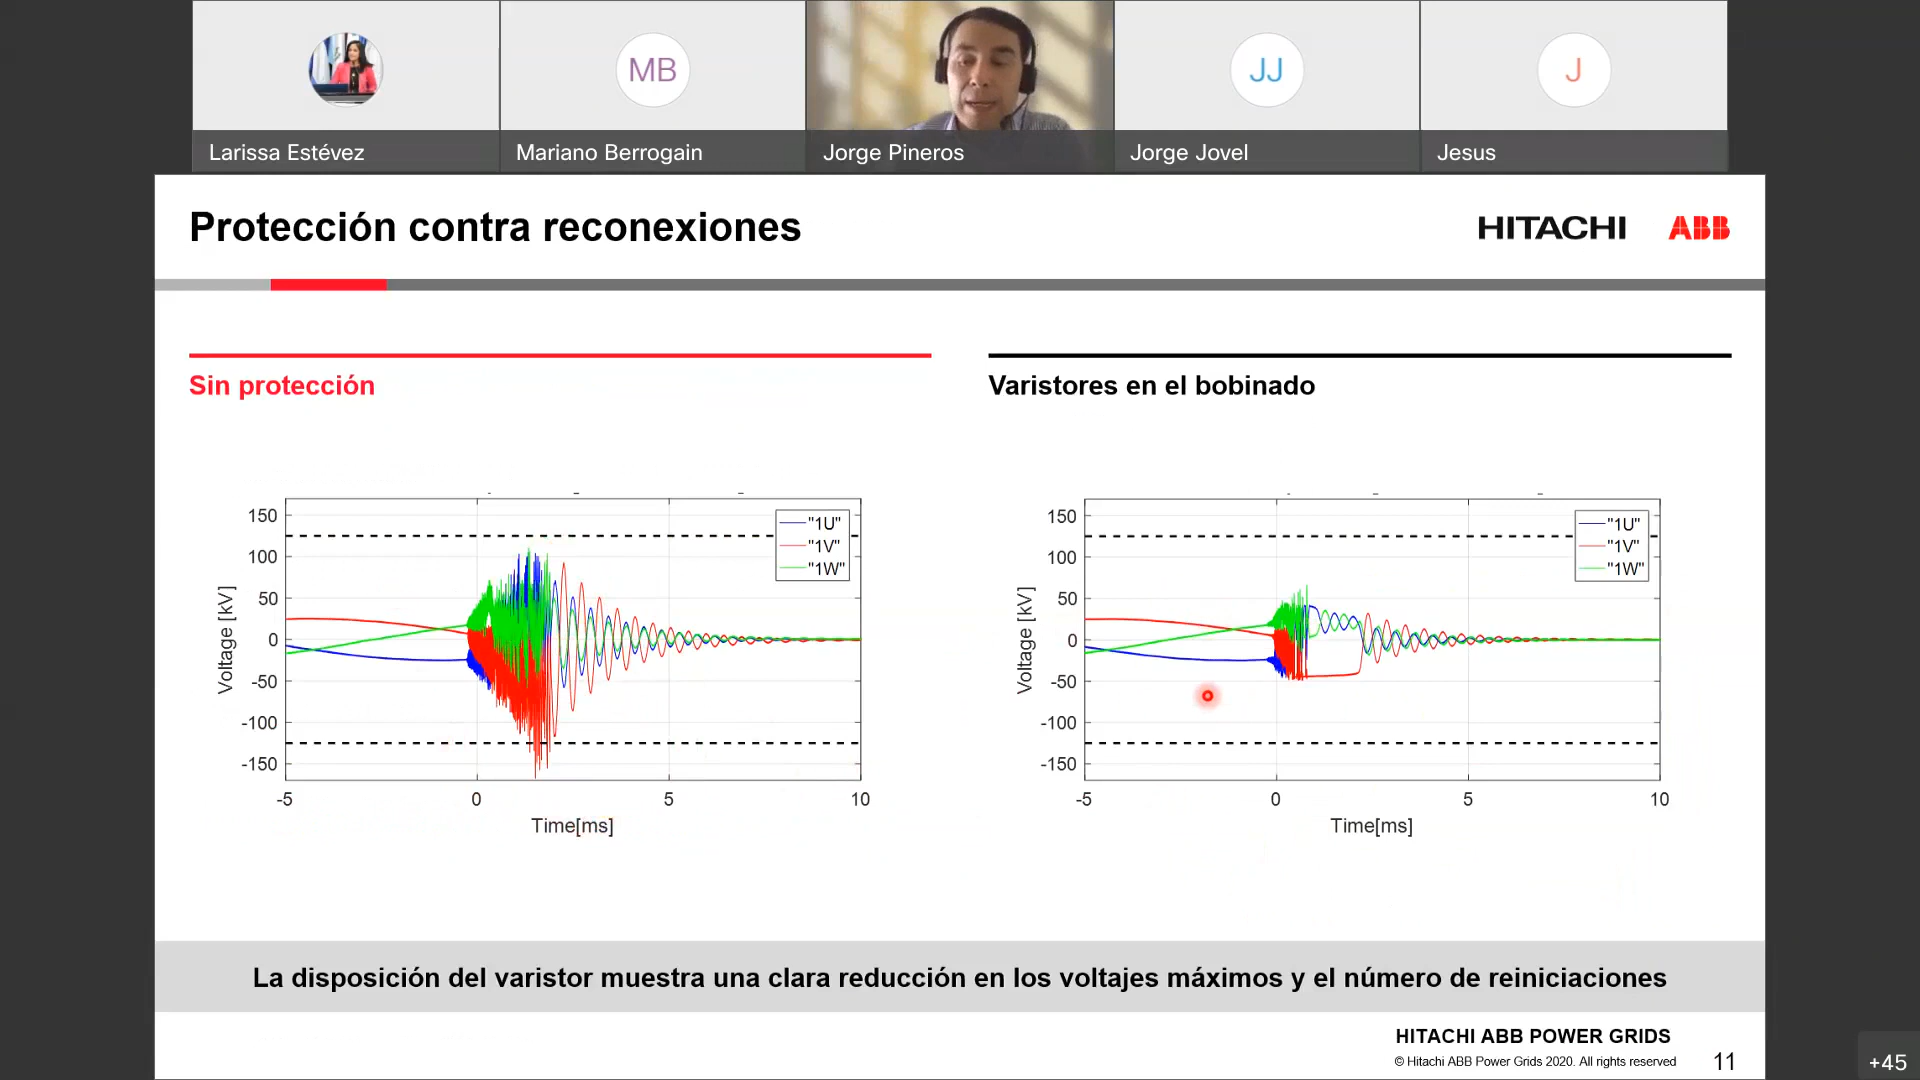 MB
JJ
J
Larissa Estévez
Mariano Berrogain
Jorge Pineros
Jorge Jovel
Jesus
Protección contra reconexiones
HITACHI ABB
Sin protección
Varistores en el bobinado
150
100
50
0
-50
-100
-150
-5
0
5
10
Voltage [kV]
Time[ms]
"1U"
"1V"
"1W"
150
100
50
0
-50
-100
-150
-5
0
5
10
Voltage [kV]
Time[ms]
"1U"
"1V"
"1W"
La disposición del varistor muestra una clara reducción en los voltajes máximos y el número de reiniciaciones
HITACHI ABB POWER GRIDS
© Hitachi ABB Power Grids 2020. All rights reserved
11
+45